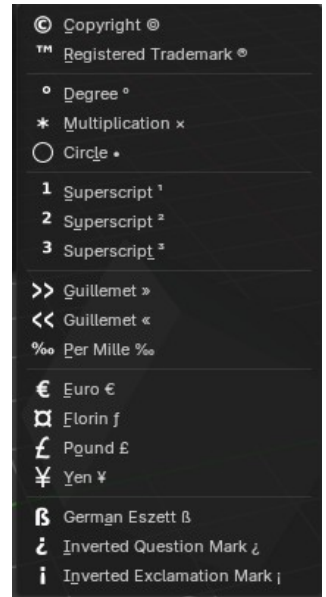 © Copyright ©
™ Registered Trademark ®
° Degree °
* Multiplication ×
◯ Circle •
1 Superscript ¹
2 Superscript ²
3 Superscript ³
>> Guillemet »
<< Guillemet «
‰ Per Mille ‰
€ Euro €
¤ Florin ƒ
£ Pound £
¥ Yen ¥
ß German Eszett ß
¿ Inverted Question Mark ¿
¡ Inverted Exclamation Mark ¡